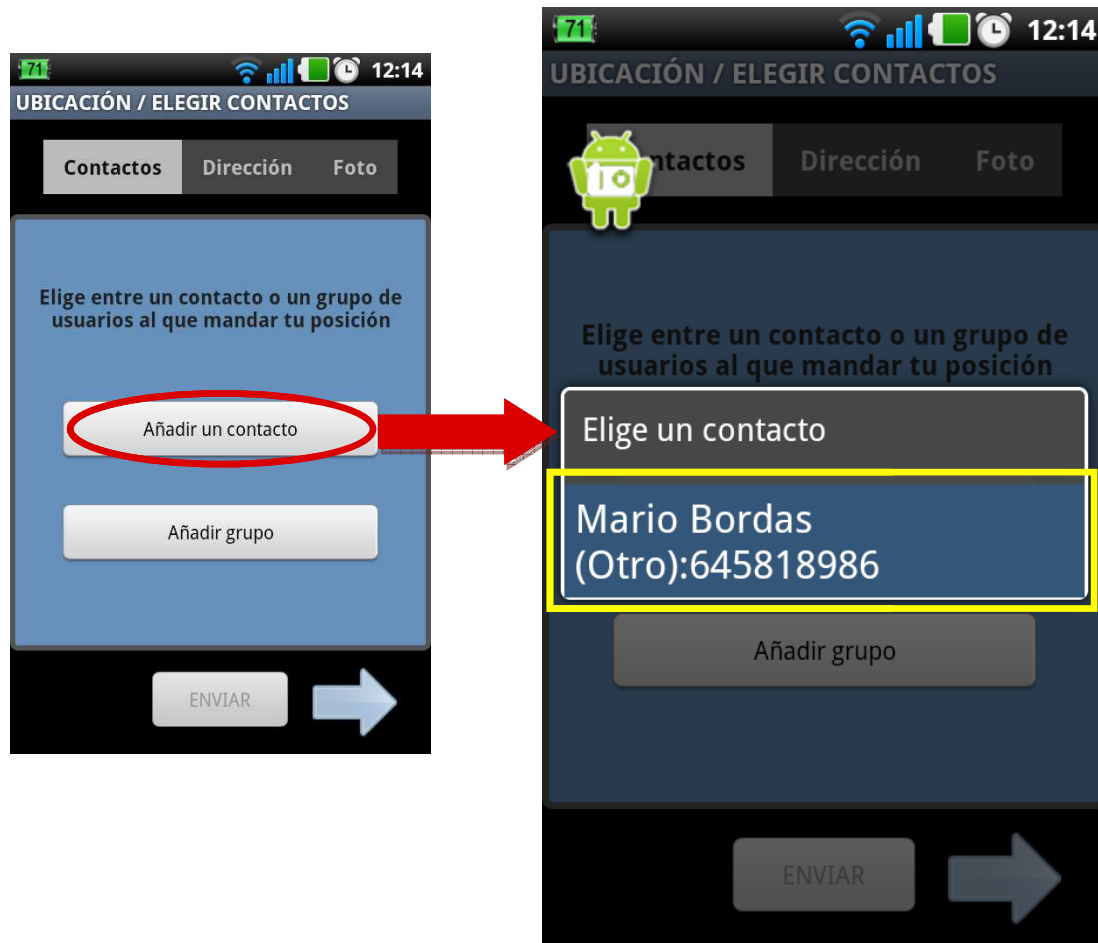 71
12:14
UBICACIÓN / ELEGIR CONTACTOS
Contactos Dirección Foto
Elige entre un contacto o un grupo de
usuarios al que mandar tu posición
Añadir un contacto
Añadir grupo
ENVIAR
71
12:14
UBICACIÓN / ELEGIR CONTACTOS
ntactos Dirección Foto
Elige entre un contacto o un grupo de
usuarios al que mandar tu posición
Elige un contacto
Mario Bordas
(Otro):645818986
Añadir grupo
ENVIAR